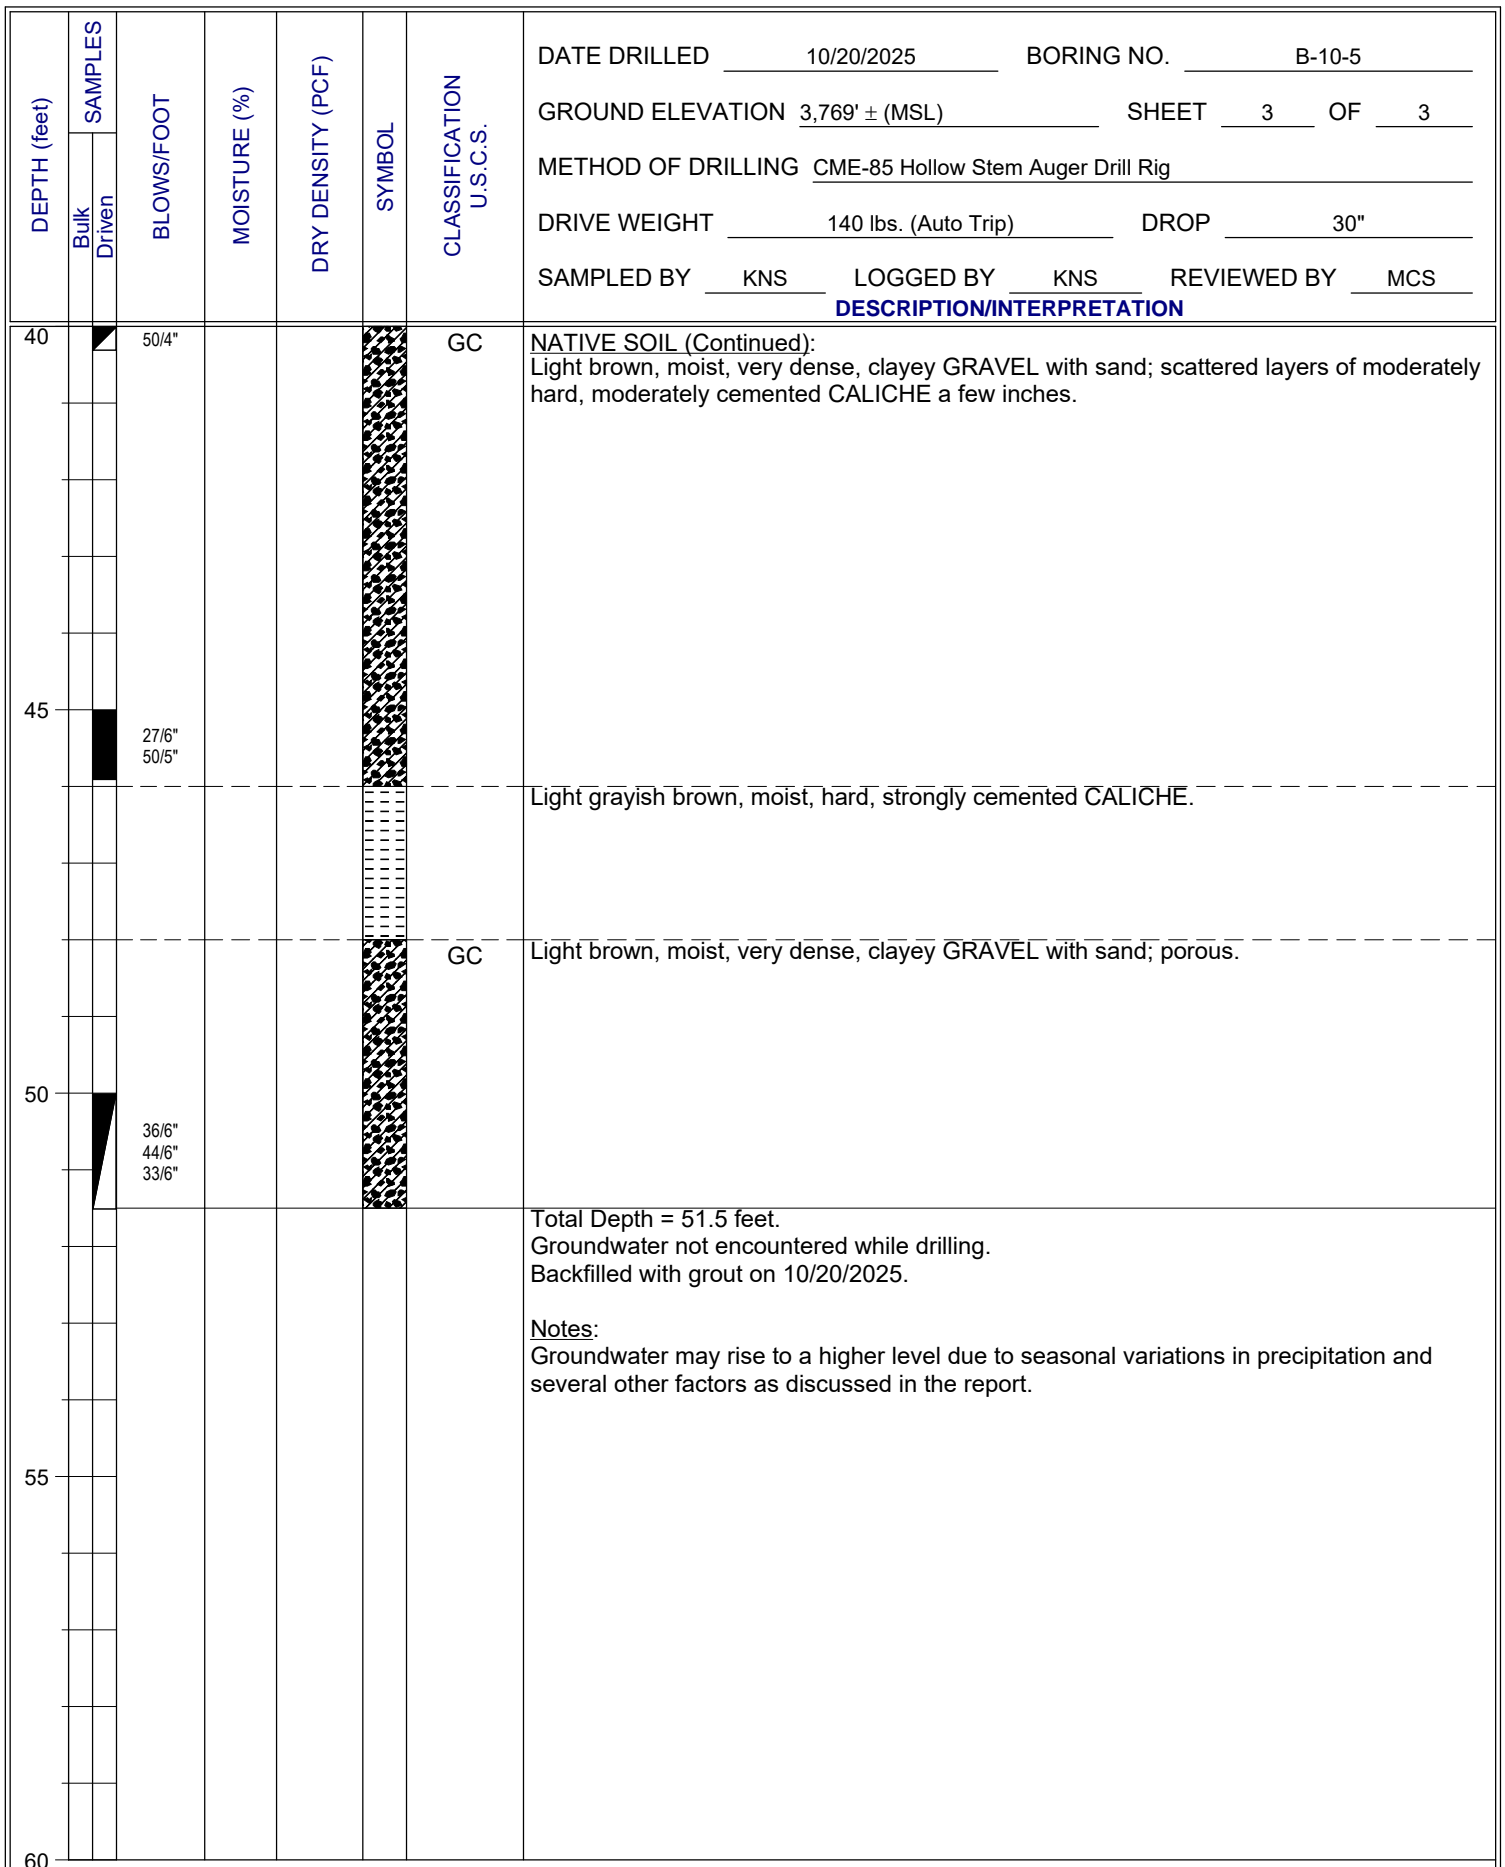 DEPTH (feet)
SAMPLES
Bulk
Driven
BLOWS/FOOT
MOISTURE (%)
DRY DENSITY (PCF)
SYMBOL
CLASSIFICATION
U.S.C.S.
DATE DRILLED 10/20/2025 BORING NO. B-10-5
GROUND ELEVATION 3,769' ± (MSL) SHEET 3 OF 3
METHOD OF DRILLING CME-85 Hollow Stem Auger Drill Rig
DRIVE WEIGHT 140 lbs. (Auto Trip) DROP 30"
SAMPLED BY KNS LOGGED BY KNS REVIEWED BY MCS
DESCRIPTION/INTERPRETATION
40 50/4" GC NATIVE SOIL (Continued):
Light brown, moist, very dense, clayey GRAVEL with sand; scattered layers of moderately
hard, moderately cemented CALICHE a few inches.
45
27/6"
50/5"
Light grayish brown, moist, hard, strongly cemented CALICHE.
GC Light brown, moist, very dense, clayey GRAVEL with sand; porous.
50
36/6"
44/6"
33/6"
Total Depth = 51.5 feet.
Groundwater not encountered while drilling.
Backfilled with grout on 10/20/2025.
Notes:
Groundwater may rise to a higher level due to seasonal variations in precipitation and
several other factors as discussed in the report.
55
60